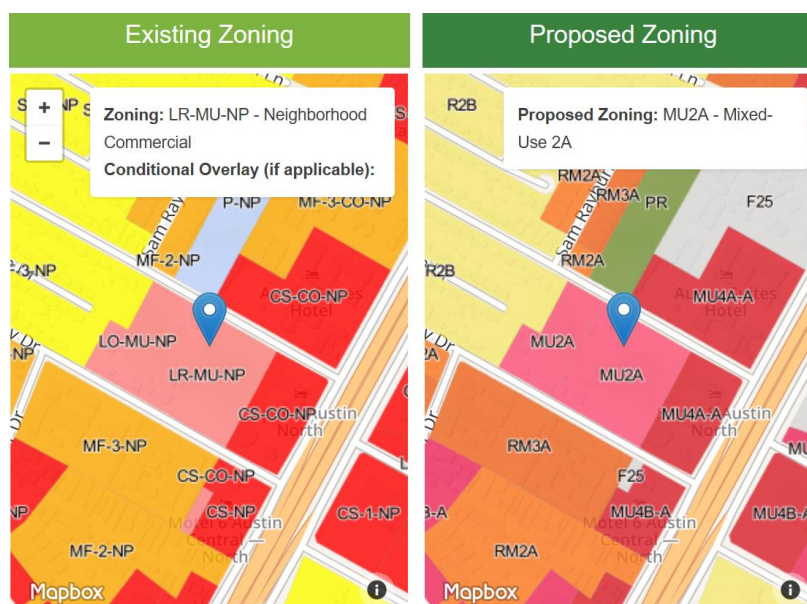 Existing Zoning
+
−
Zoning: LR-MU-NP - Neighborhood
Commercial
Conditional Overlay (if applicable):
Sam Raybur
P-NP
MF-3-CO-NP
MF-2-NP
CS-CO-NP
Hotel
LO-MU-NP
LR-MU-NP
CS-CO-NP
Austin
North
MF-3-NP
CS-CO-NP
CS-NP
Motel 6 Austin
Central —
North
CS-1-NP
MF-2-NP
Mapbox
i
Proposed Zoning
Proposed Zoning: MU2A - Mixed-
Use 2A
R2B
RM2A
RM3A
PR
F25
Sam Raybur
RM2A
R2B
MU4A-A
Hotel
MU2A
MU2A
MU4A-A
Austin
North
RM3A
F25
MU4B-A
MU4B-A
Motel 6 Austin
Central —
North
RM2A
Mapbox
i